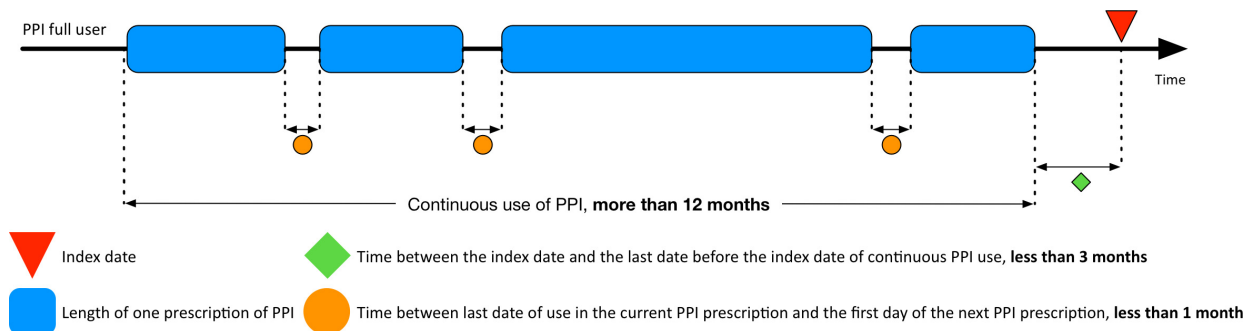 PPI full user
Time
Continuous use of PPI, more than 12 months
Index date
Time between the index date and the last date before the index date of continuous PPI use, less than 3 months
Length of one prescription of PPI
Time between last date of use in the current PPI prescription and the first day of the next PPI prescription, less than 1 month